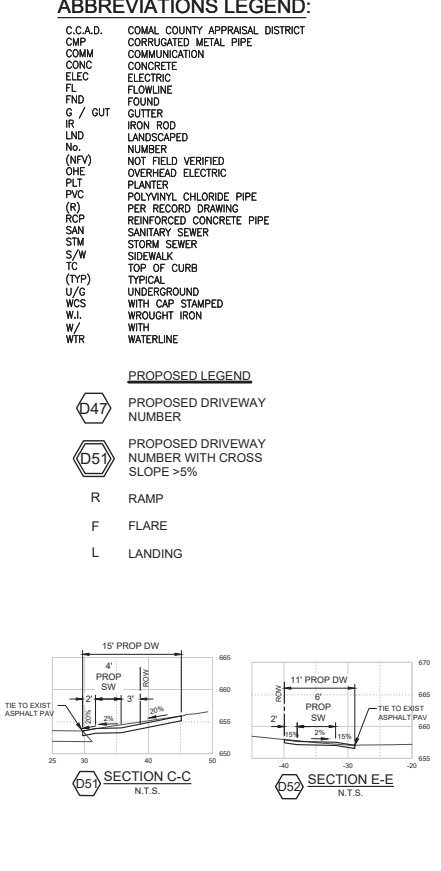 ABBREVIATIONS LEGEND:
C.C.A.D. COMAL COUNTY APPRAISAL DISTRICT
CMP CORRUGATED METAL PIPE
COMM COMMUNICATION
CONC CONCRETE
ELEC ELECTRIC
FL FLOWLINE
FND FOUND
G / GUT GUTTER
IR IRON ROD
LND LANDSCAPED
No. NUMBER
(NFV) NOT FIELD VERIFIED
OHE OVERHEAD ELECTRIC
PLT PLANTER
PVC POLYVINYL CHLORIDE PIPE
(R) PER RECORD DRAWING
RCP REINFORCED CONCRETE PIPE
SAN SANITARY SEWER
STM STORM SEWER
S/W SIDEWALK
TC TOP OF CURB
(TYP) TYPICAL
U/G UNDERGROUND
WCS WITH CAP STAMPED
W.I. WROUGHT IRON
W/ WITH
WTR WATERLINE
PROPOSED LEGEND
D47 PROPOSED DRIVEWAY
NUMBER
PROPOSED DRIVEWAY
D51 NUMBER WITH CROSS
SLOPE >5%
R RAMP
F FLARE
L LANDING
15' PROP DW
4'
PROP
SW
ROW
2' 3'
TIE TO EXIST
ASPHALT PAV
20% 2% 20%
665
660
655
650
25 30 40 50
D51 SECTION C-C
N.T.S.
ROW
11' PROP DW
6'
PROP
SW
2'
TIE TO EXIST
ASPHALT PAV
15% 2% 15%
670
665
660
655
-40 -30 -20
D52 SECTION E-E
N.T.S.